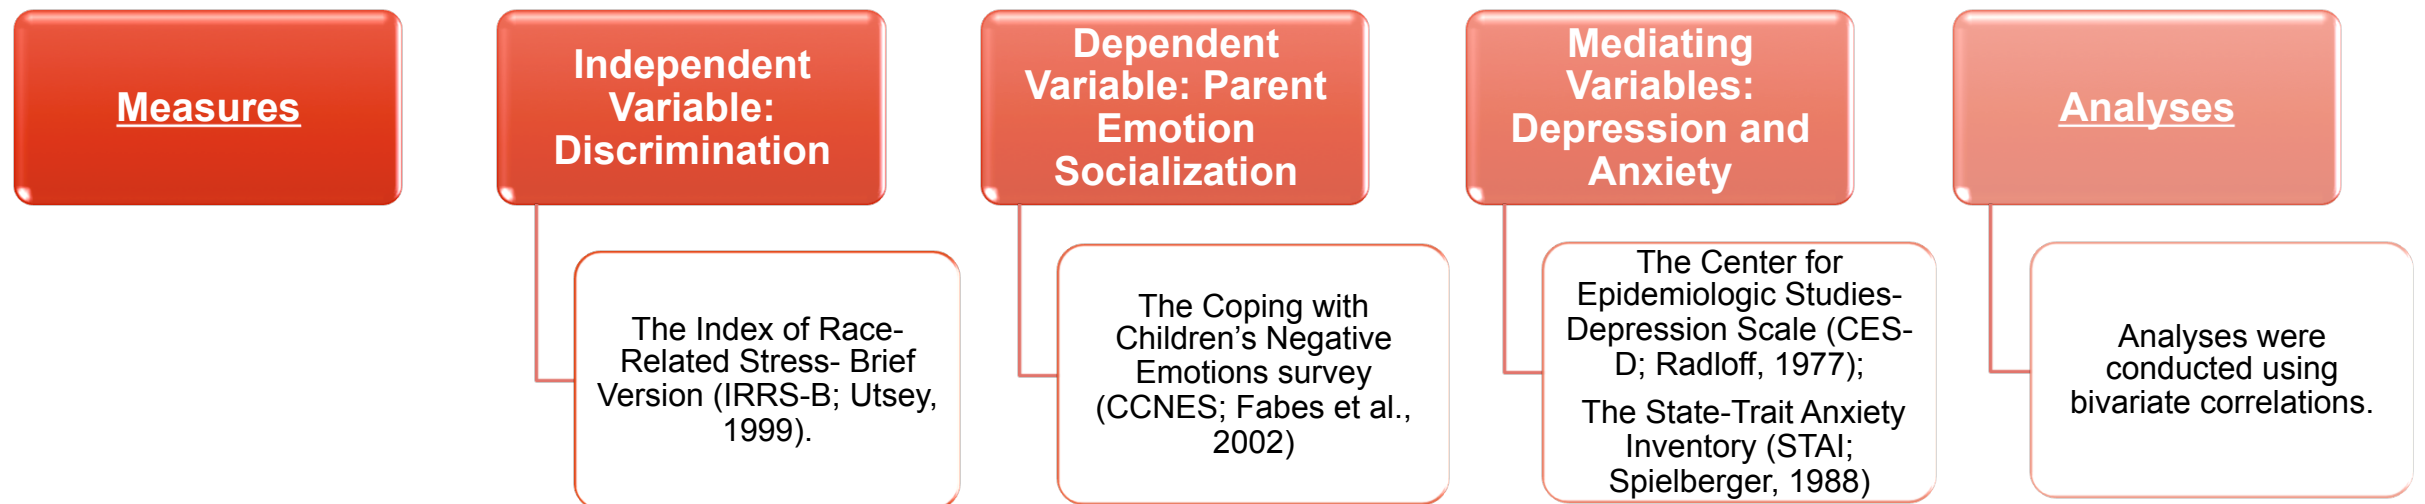 Measures
Independent
Variable:
Discrimination
The Index of Race-
Related Stress- Brief
Version (IRRS-B; Utsey,
1999).
Dependent
Variable: Parent
Emotion
Socialization
The Coping with
Children’s Negative
Emotions survey
(CCNES; Fabes et al.,
2002)
Mediating
Variables:
Depression and
Anxiety
The Center for
Epidemiologic Studies-
Depression Scale (CES-
D; Radloff, 1977);
The State-Trait Anxiety
Inventory (STAI;
Spielberger, 1988)
Analyses
Analyses were
conducted using
bivariate correlations.